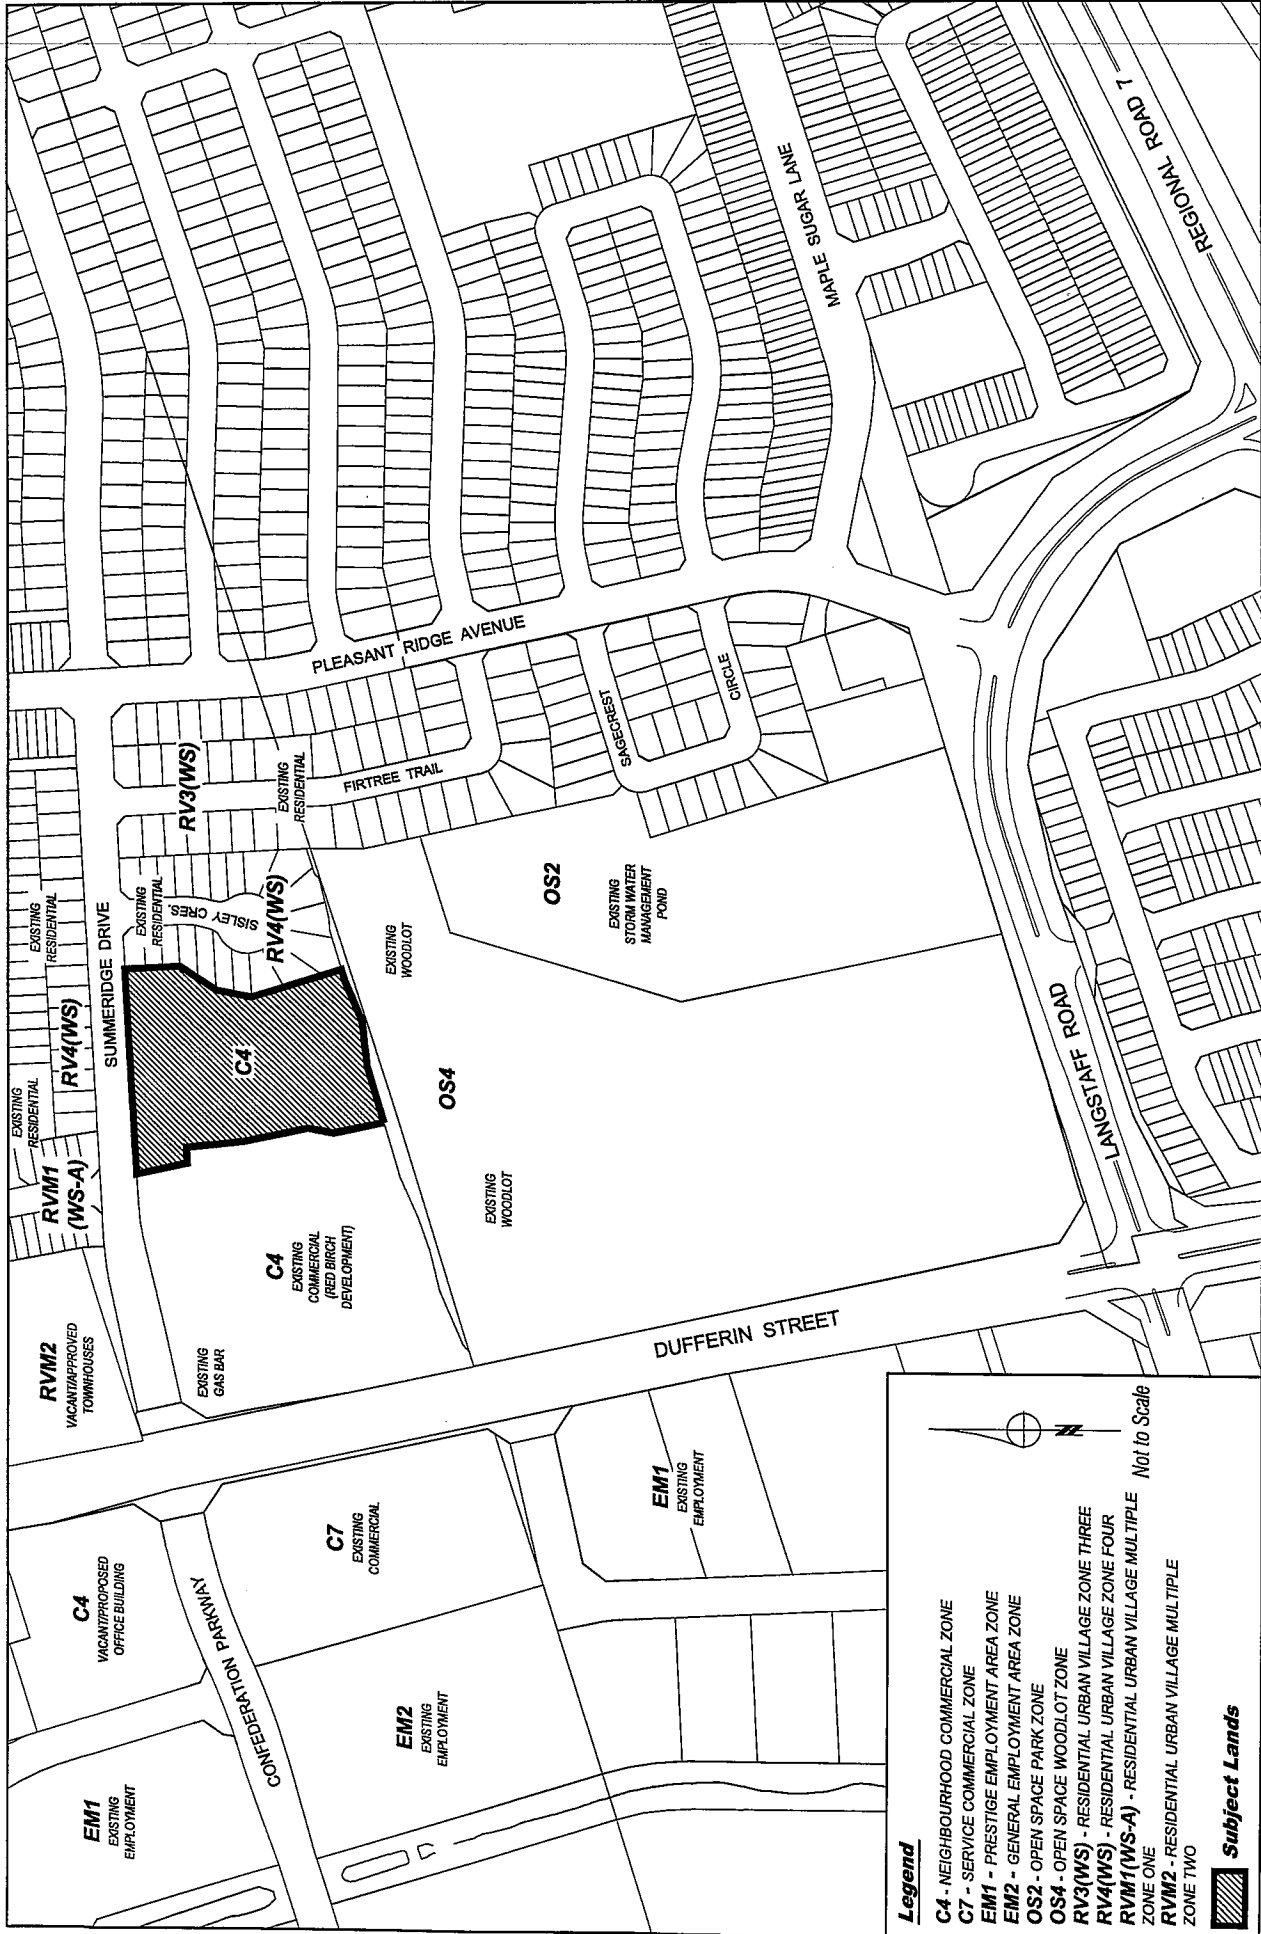 EM1
EXISTING
EMPLOYMENT
C4
VACANT/PROPOSED
OFFICE BUILDING
CONFEDERATION PARKWAY
C7
EXISTING
COMMERCIAL
EM2
EXISTING
EMPLOYMENT
EM1
EXISTING
EMPLOYMENT
DUFFERIN STREET
RVM2
VACANT/APPROVED
TOWNHOUSES
EXISTING
GAS BAR
C4
EXISTING
COMMERCIAL
(RED BIRCH
DEVELOPMENT)
RVM1
(WS-A)
EXISTING
RESIDENTIAL
RV4(WS)
EXISTING
RESIDENTIAL
SUMMERIDGE DRIVE
C4
EXISTING
RESIDENTIAL
SISLEY CRES.
RV4(WS)
RV3(WS)
EXISTING
RESIDENTIAL
FIRTREE TRAIL
PLEASANT RIDGE AVENUE
EXISTING
WOODLOT
OS4
EXISTING
WOODLOT
OS2
EXISTING
STORM WATER
MANAGEMENT
POND
SAGECREST
CIRCLE
MAPLE SUGAR LANE
LANGSTAFF ROAD
REGIONAL ROAD 7
Legend
C4 - NEIGHBOURHOOD COMMERCIAL ZONE
C7 - SERVICE COMMERCIAL ZONE
EM1 - PRESTIGE EMPLOYMENT AREA ZONE
EM2 - GENERAL EMPLOYMENT AREA ZONE
OS2 - OPEN SPACE PARK ZONE
OS4 - OPEN SPACE WOODLOT ZONE
RV3(WS) - RESIDENTIAL URBAN VILLAGE ZONE THREE
RV4(WS) - RESIDENTIAL URBAN VILLAGE ZONE FOUR
RVM1(WS-A) - RESIDENTIAL URBAN VILLAGE MULTIPLE
ZONE ONE
RVM2 - RESIDENTIAL URBAN VILLAGE MULTIPLE
ZONE TWO
Subject Lands
N
Not to Scale